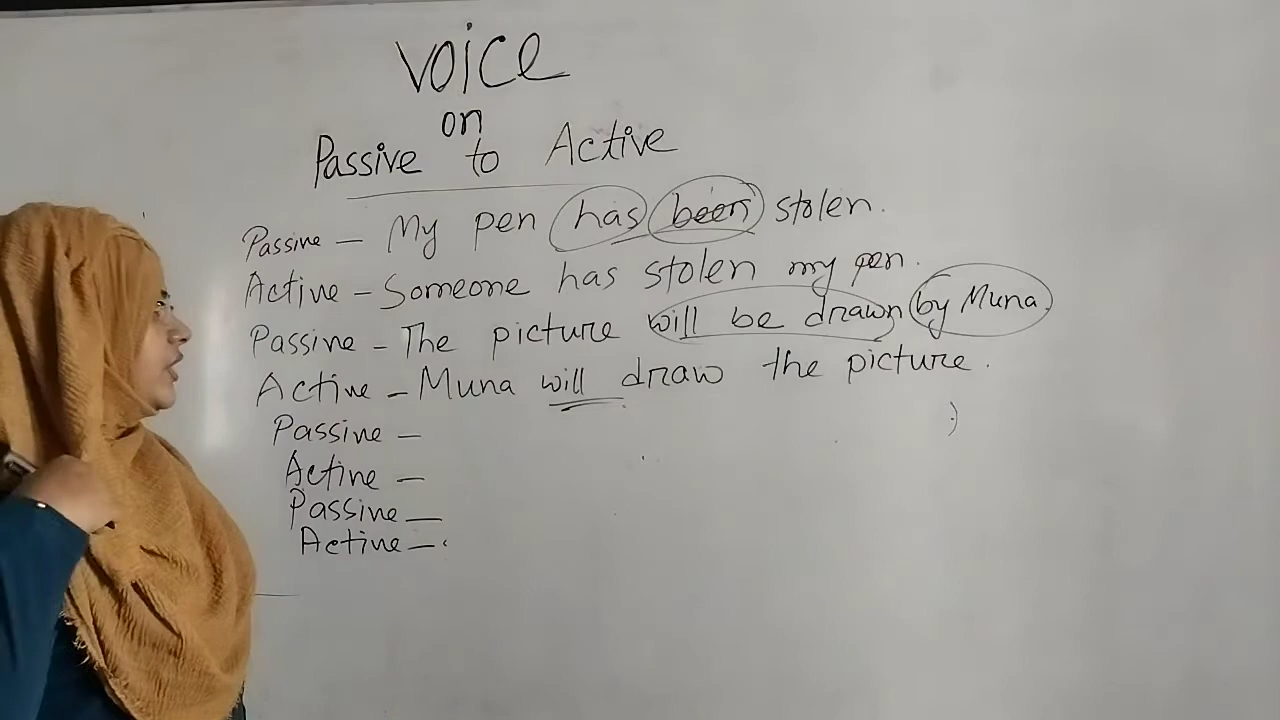 Voice
on
Passive to Active
Passive – My pen has been stolen.
Active – Someone has stolen my pen.
Passive – The picture will be drawn by Muna.
Active – Muna will draw the picture.
Passive –
Active –
Passive –
Active –